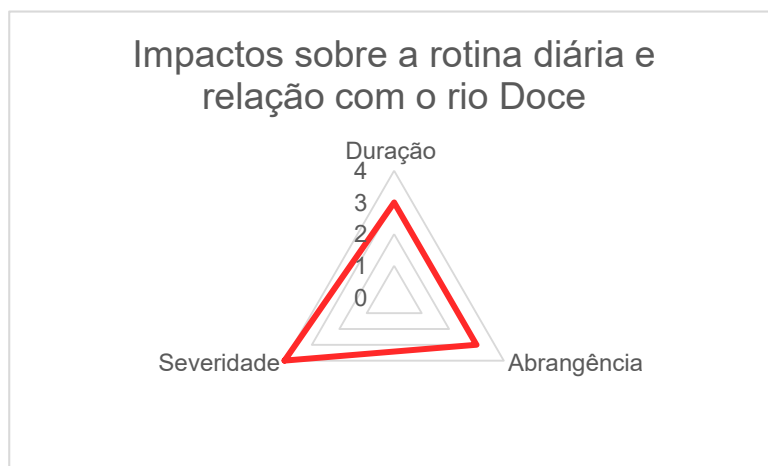 Impactos sobre a rotina diária e
relação com o rio Doce
Duração
4
3
2
1
0
Severidade
Abrangência